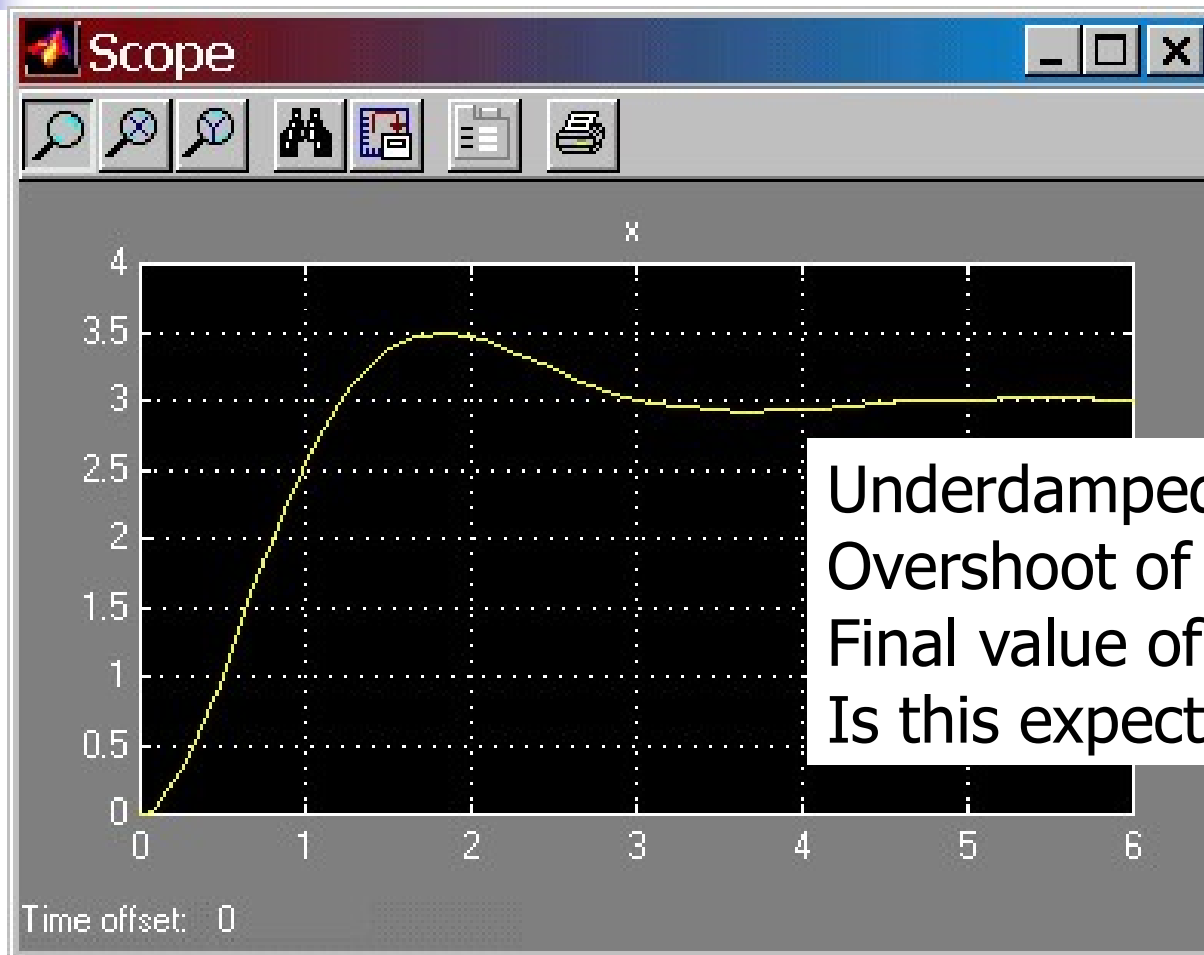 Scope
x
4
3.5
3
2.5
2
1.5
1
0.5
0
0 1 2 3 4 5 6
Underdamped
Overshoot of
Final value of
Is this expect
Time offset: 0